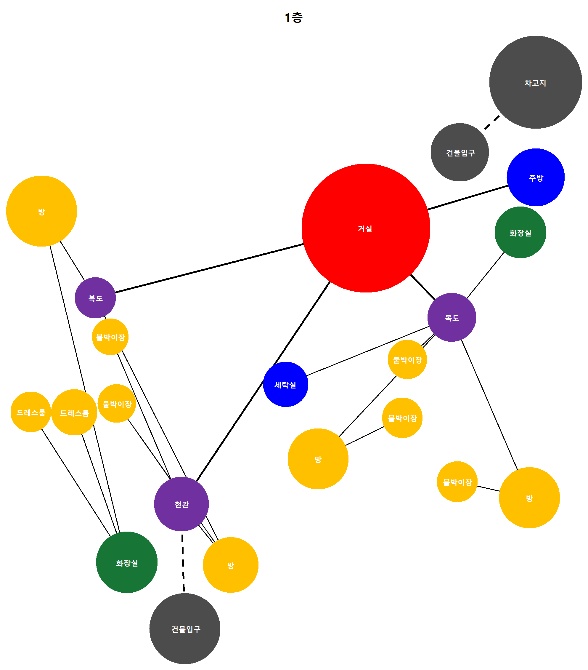 1층
차고지
건물입구
주방
방
거실
화장실
복도
복도
붙박이장
붙박이장
세탁실
드레스룸
드레스룸
붙박이장
붙박이장
방
붙박이장
방
현관
화장실
방
건물입구